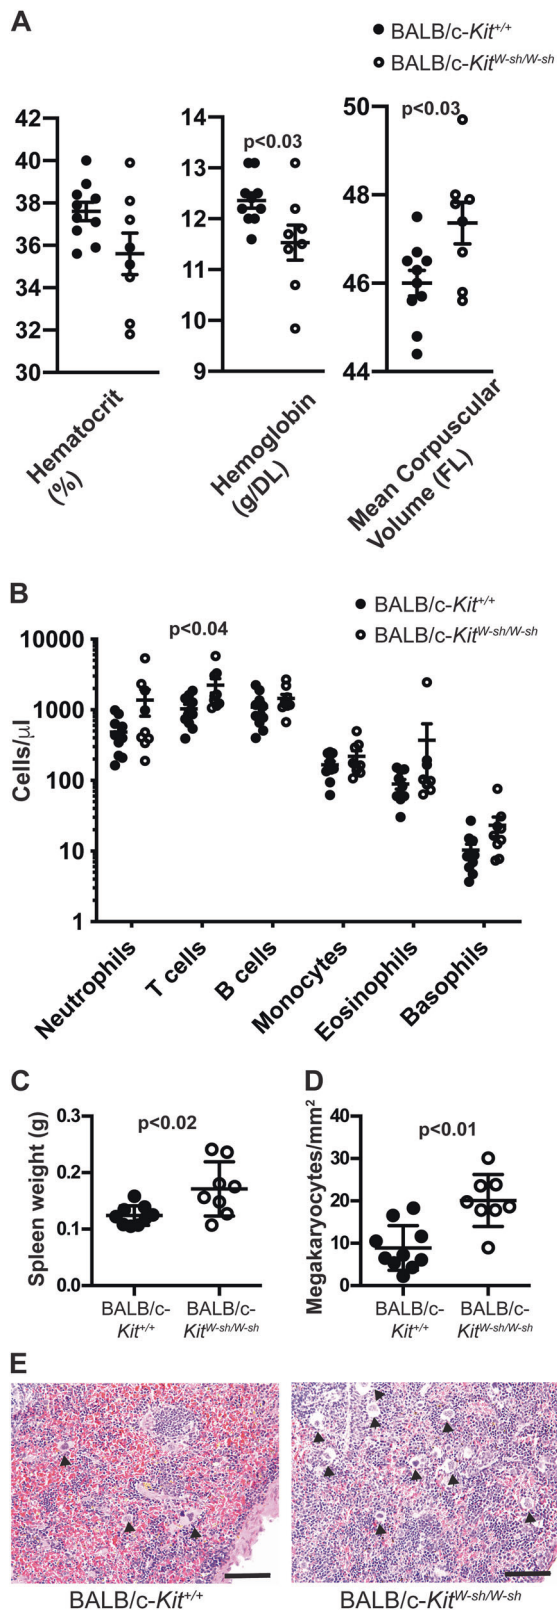 A
BALB/c-Kit+/+
BALB/c-KitW-sh/W-sh
42
40
38
36
34
32
30
Hematocrit
(%)
14
13
12
11
10
9
p<0.03
Hemoglobin
(g/DL)
50
48
46
44
p<0.03
Mean Corpuscular
Volume (FL)
B
BALB/c-Kit+/+
BALB/c-KitW-sh/W-sh
p<0.04
Cells/µl
10000
1000
100
10
1
Neutrophils
T cells
B cells
Monocytes
Eosinophils
Basophils
C
Spleen weight (g)
0.3
0.2
0.1
0.0
p<0.02
BALB/c-
Kit+/+
BALB/c-
KitW-sh/W-sh
D
Megakaryocytes/mm²
40
30
20
10
0
p<0.01
BALB/c-
Kit+/+
BALB/c-
KitW-sh/W-sh
E
BALB/c-Kit+/+
BALB/c-KitW-sh/W-sh